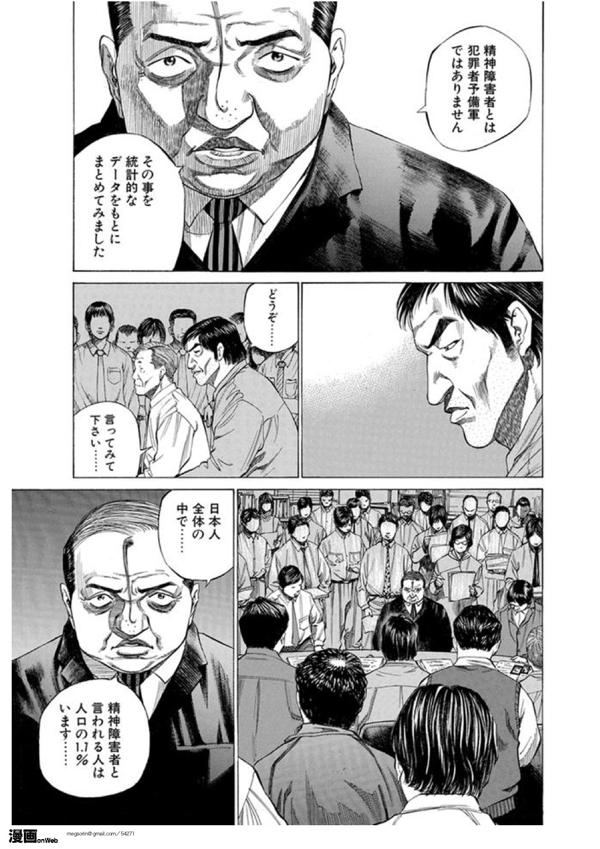 精神障害者とは
犯罪者予備軍
ではありません
その事を
統計的な
データをもとに
まとめてみました
どうぞ……
言ってみて
下さい……
日本人
全体の
中で……
精神障害者と
言われる人は
人口の1.7%
います……
漫画onWeb
megaorin@gmail.com/54271